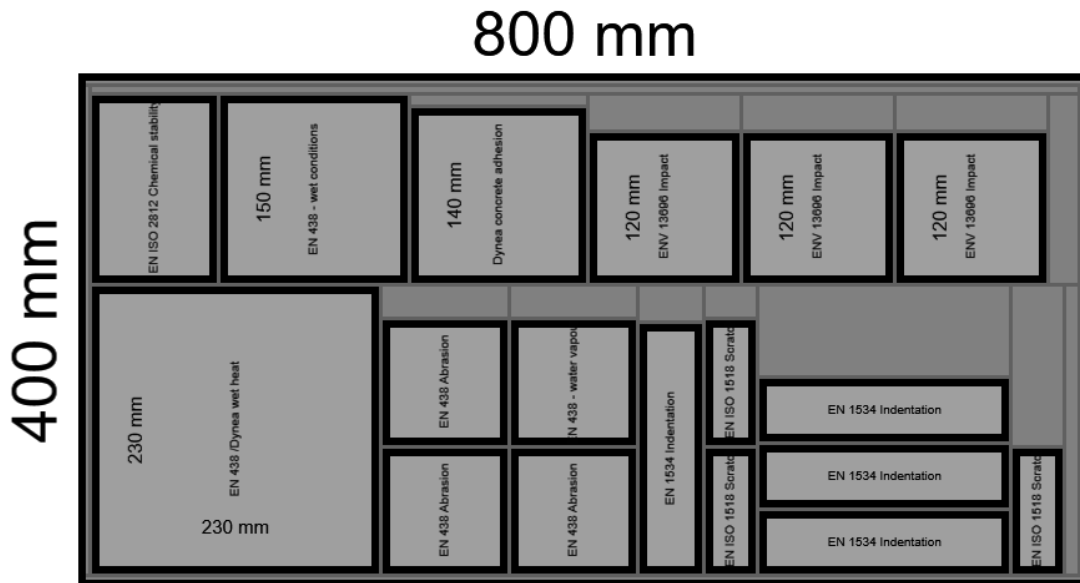 800 mm
400 mm
EN ISO 2812 Chemical stability
150 mm
EN 438 - wet conditions
140 mm
Dynea concrete adhesion
120 mm
ENV 13696 Impact
120 mm
ENV 13696 Impact
120 mm
ENV 13696 Impact
230 mm
EN 438 /Dynea wet heat
230 mm
EN 438 Abrasion
EN 438 - water vapou
EN 1534 Indentation
EN ISO 1518 Scratc
EN 1534 Indentation
EN 438 Abrasion
EN 438 Abrasion
EN ISO 1518 Scratc
EN 1534 Indentation
EN 1534 Indentation
EN ISO 1518 Scratc